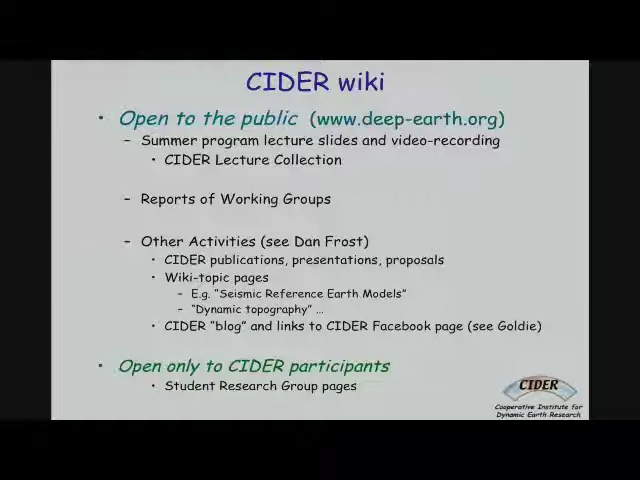 CIDER wiki
• Open to the public (www.deep-earth.org)
– Summer program lecture slides and video-recording
• CIDER Lecture Collection
– Reports of Working Groups
– Other Activities (see Dan Frost)
• CIDER publications, presentations, proposals
• Wiki-topic pages
– E.g. "Seismic Reference Earth Models"
– "Dynamic topography" ...
• CIDER "blog" and links to CIDER Facebook page (see Goldie)
• Open only to CIDER participants
• Student Research Group pages
CIDER
Cooperative Institute for
Dynamic Earth Research